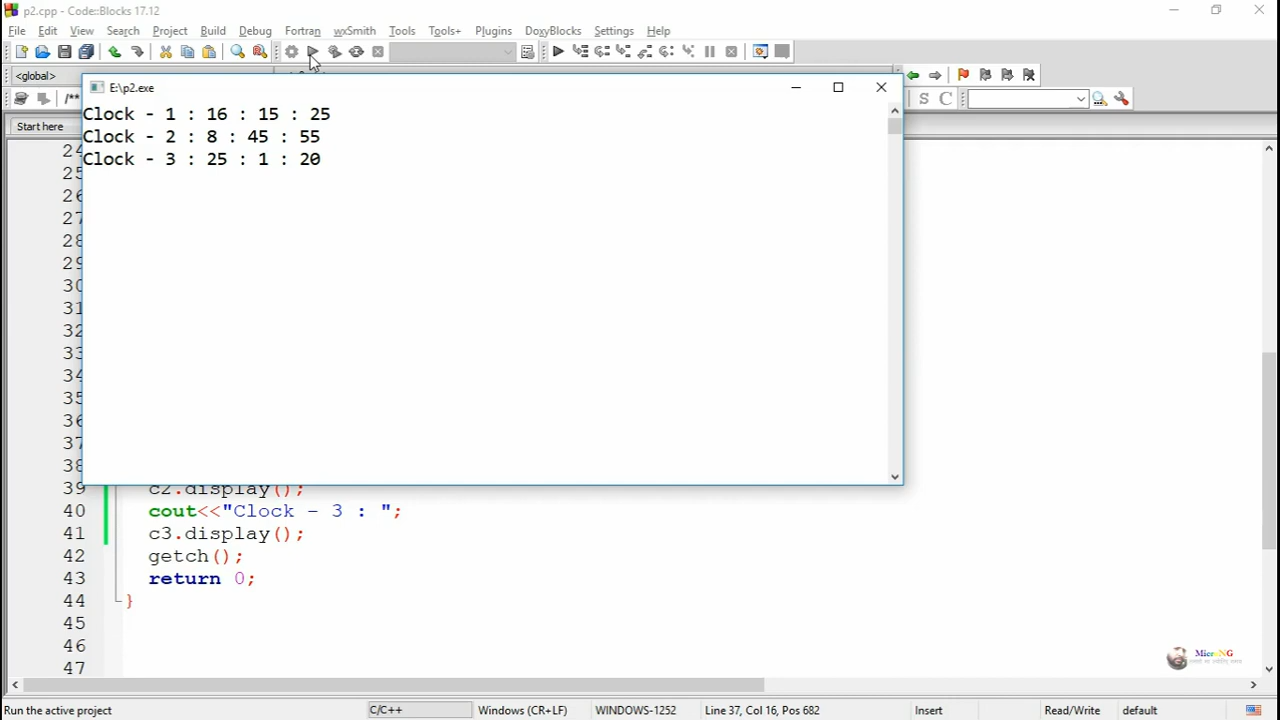 p2.cpp - Code::Blocks 17.12
File Edit View Search Project Build Debug Fortran wxSmith Tools Tools+ Plugins DoxyBlocks Settings Help
<global>
/** S C
Start here
E:\p2.exe
Clock - 1 : 16 : 15 : 25
Clock - 2 : 8 : 45 : 55
Clock - 3 : 25 : 1 : 20
24
25
26
27
28
29
30
31
32
33
34
35
36
37
38
39 c2.display();
40 cout<<"Clock - 3 : ";
41 c3.display();
42 getch();
43 return 0;
44 }
45
46
47
MicroNG
Run the active project C/C++ Windows (CR+LF) WINDOWS-1252 Line 37, Col 16, Pos 682 Insert Read/Write default